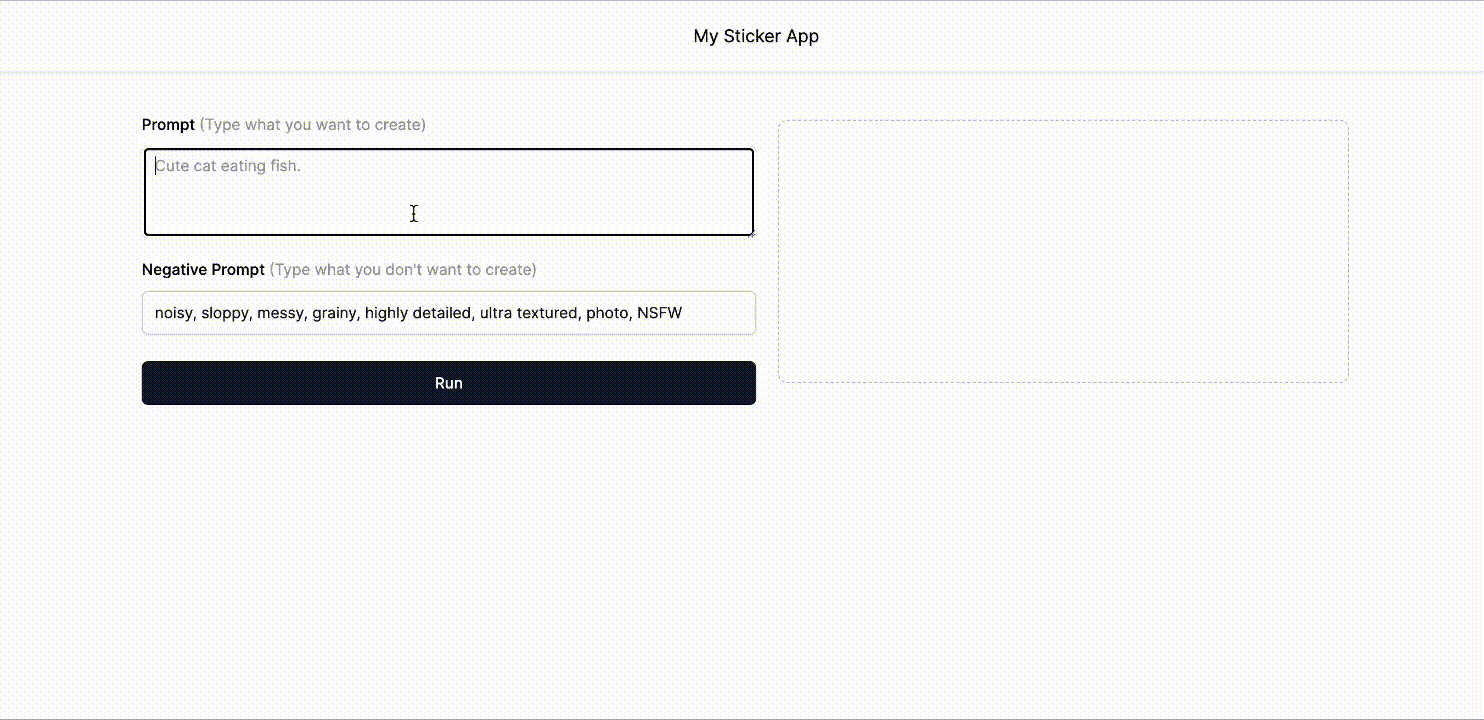 My Sticker App
Prompt (Type what you want to create)
Cute cat eating fish.
Negative Prompt (Type what you don't want to create)
noisy, sloppy, messy, grainy, highly detailed, ultra textured, photo, NSFW
Run